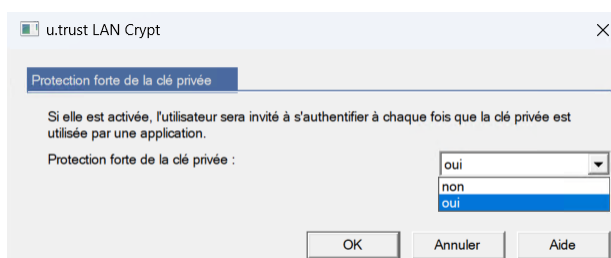 u.trust LAN Crypt
Protection forte de la clé privée
Si elle est activée, l'utilisateur sera invité à s'authentifier à chaque fois que la clé privée est
utilisée par une application.
Protection forte de la clé privée :
oui
non
oui
OK
Annuler
Aide